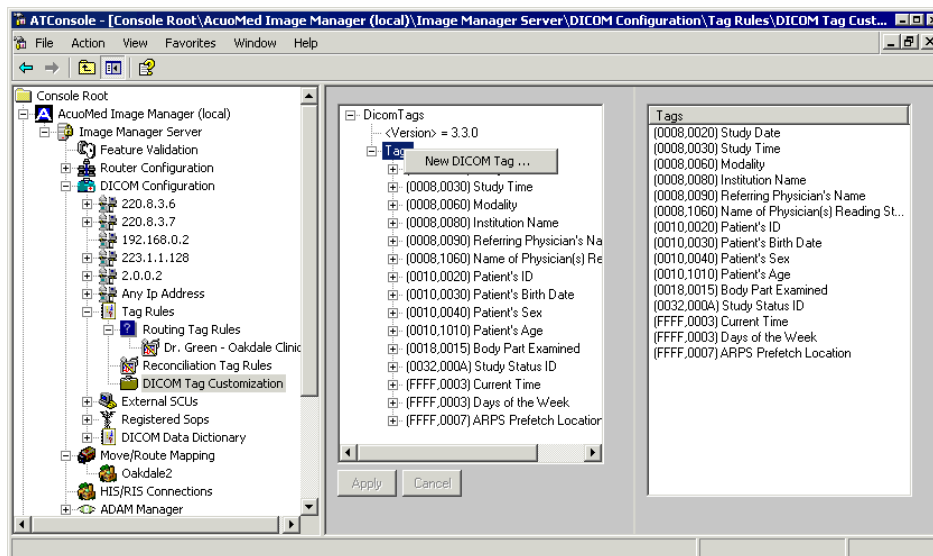 ATConsole - [Console Root\AcuoMed Image Manager (local)\Image Manager Server\DICOM Configuration\Tag Rules\DICOM Tag Cust...
File Action View Favorites Window Help
Console Root
AcuoMed Image Manager (local)
Image Manager Server
Feature Validation
Router Configuration
DICOM Configuration
220.8.3.6
220.8.3.7
192.168.0.2
223.1.1.128
2.0.0.2
Any Ip Address
Tag Rules
Routing Tag Rules
Dr. Green - Oakdale Clinic
Reconciliation Tag Rules
DICOM Tag Customization
External SCUs
Registered Sops
DICOM Data Dictionary
Move/Route Mapping
Oakdale2
HIS/RIS Connections
ADAM Manager
DicomTags
<Version> = 3.3.0
Tags
New DICOM Tag ...
(0008,0030) Study Time
(0008,0060) Modality
(0008,0080) Institution Name
(0008,0090) Referring Physician's Na
(0008,1060) Name of Physician(s) Re
(0010,0020) Patient's ID
(0010,0030) Patient's Birth Date
(0010,0040) Patient's Sex
(0010,1010) Patient's Age
(0018,0015) Body Part Examined
(0032,000A) Study Status ID
(FFFF,0003) Current Time
(FFFF,0003) Days of the Week
(FFFF,0007) ARPS Prefetch Location
Apply Cancel
Tags
(0008,0020) Study Date
(0008,0030) Study Time
(0008,0060) Modality
(0008,0080) Institution Name
(0008,0090) Referring Physician's Name
(0008,1060) Name of Physician(s) Reading St...
(0010,0020) Patient's ID
(0010,0030) Patient's Birth Date
(0010,0040) Patient's Sex
(0010,1010) Patient's Age
(0018,0015) Body Part Examined
(0032,000A) Study Status ID
(FFFF,0003) Current Time
(FFFF,0003) Days of the Week
(FFFF,0007) ARPS Prefetch Location